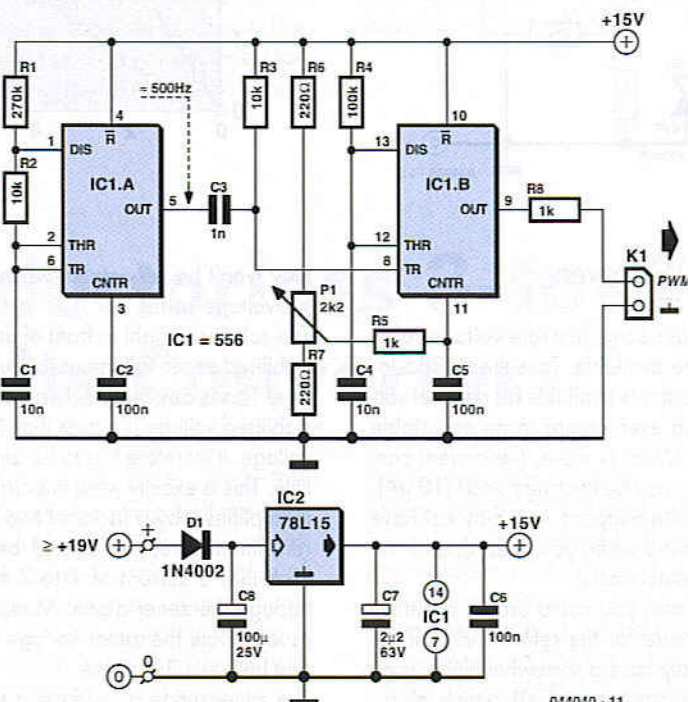 +15V
R1
270k
R2
10k
≈ 500Hz
4
R̅
1
DIS
IC1.A
OUT
5
2
THR
6
TR
CNTR
3
C3
1n
R3
10k
R6
220Ω
R4
100k
10
R̅
13
DIS
IC1.B
OUT
9
12
THR
8
TR
CNTR
11
R8
1k
K1
PWM
P1
2k2
R5
1k
R7
220Ω
IC1 = 556
C1
10n
C2
100n
C4
10n
C5
100n
IC2
78L15
≥ +19V
D1
1N4002
+15V
C8
100µ
25V
C7
2µ2
63V
14
IC1
7
C6
100n
0
044040 - 11